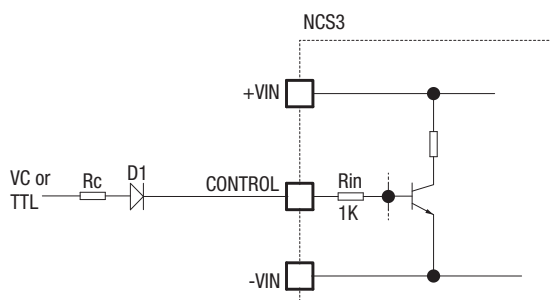 NCS3
+VIN
VC or
TTL
Rc
D1
CONTROL
Rin
1K
-VIN